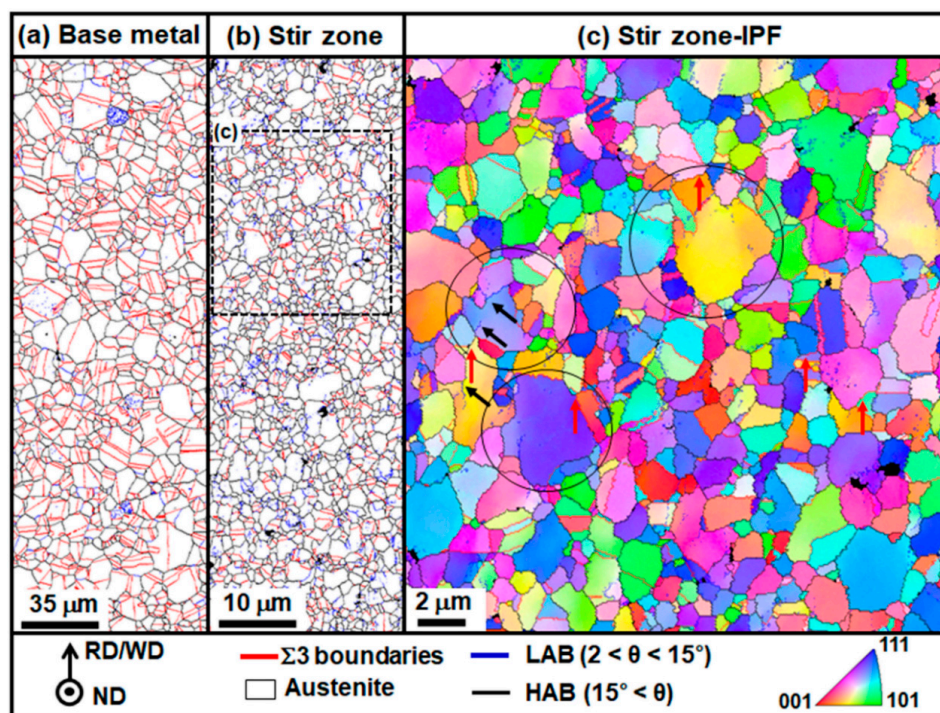 (a) Base metal
(b) Stir zone
(c) Stir zone-IPF
(c)
35 μm
10 μm
2 μm
RD/WD
ND
Σ3 boundaries
Austenite
LAB (2 < θ < 15°)
HAB (15° < θ)
111
001
101